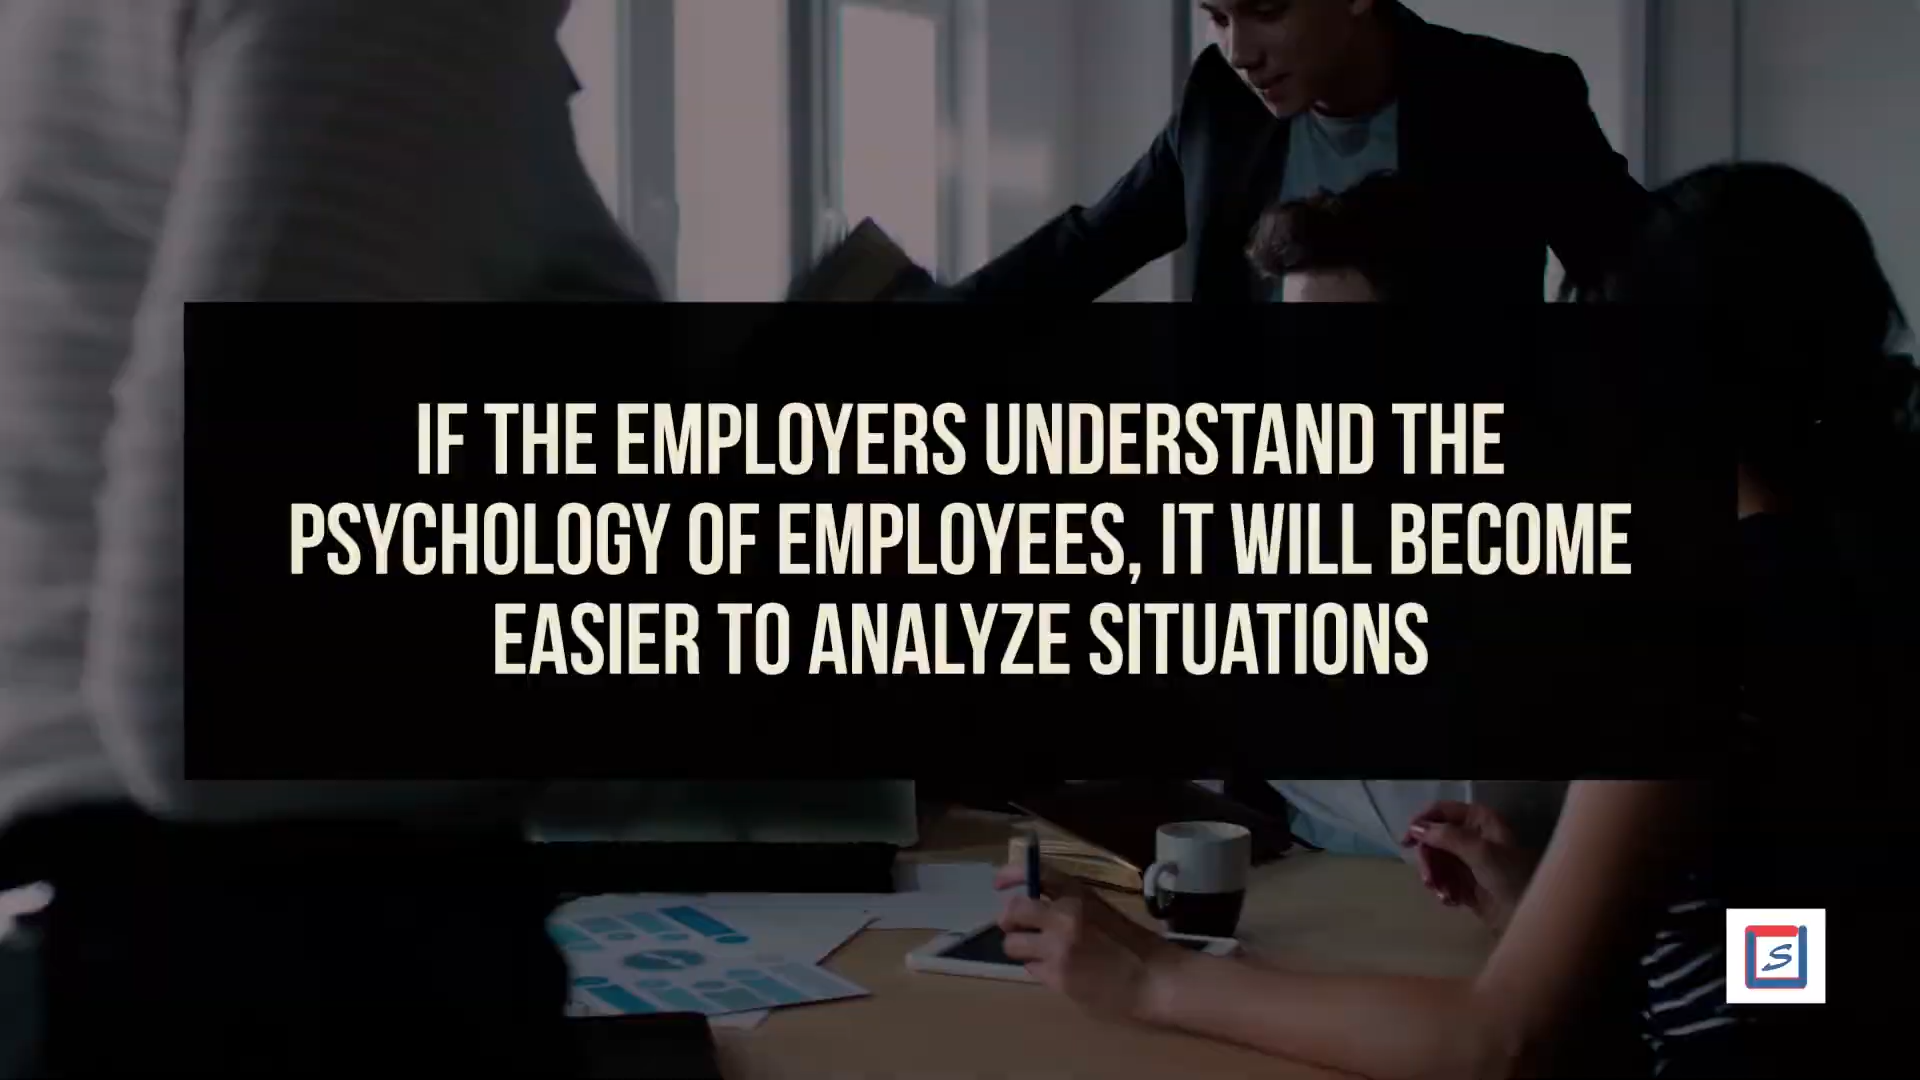 IF THE EMPLOYERS UNDERSTAND THE
PSYCHOLOGY OF EMPLOYEES, IT WILL BECOME
EASIER TO ANALYZE SITUATIONS
S